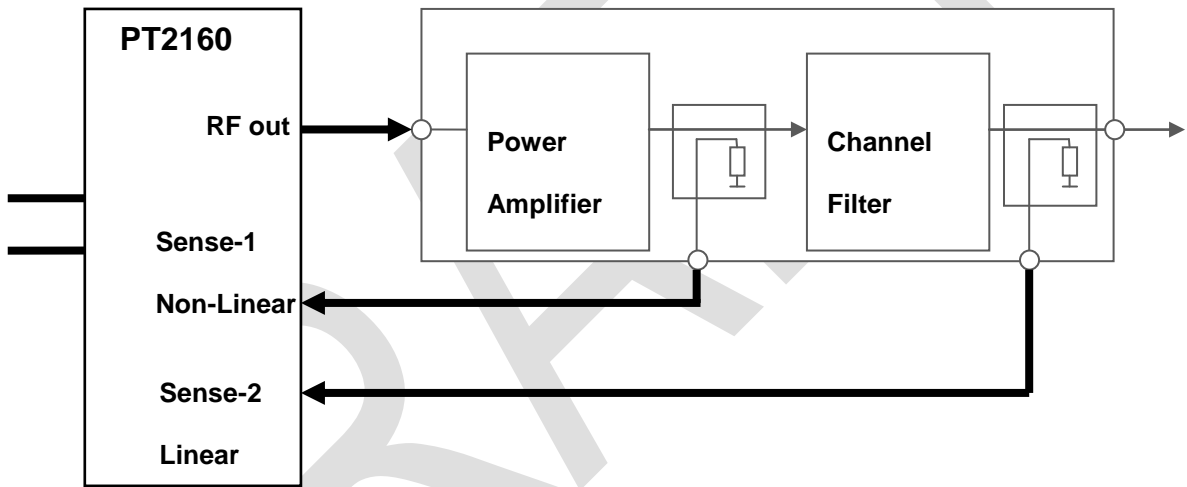 PT2160
RF out
Sense-1
Non-Linear
Sense-2
Linear
Power
Amplifier
Channel
Filter